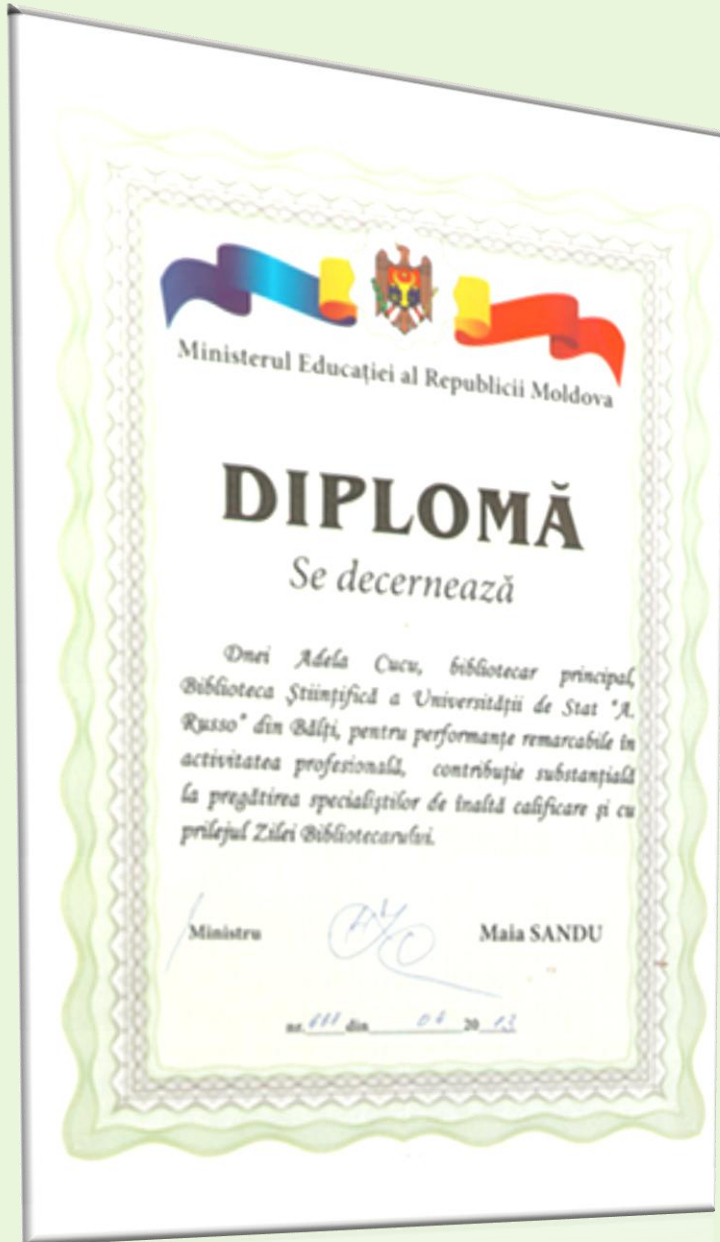 Ministerul Educației al Republicii Moldova
DIPLOMĂ
Se decernează
Dnei Adela Cucu, bibliotecar principal,
Biblioteca Științifică a Universității de Stat "A.
Russo" din Bălți, pentru performanțe remarcabile în
activitatea profesională, contribuție substanțială
la pregătirea specialiștilor de înaltă calificare și cu
prilejul Zilei Bibliotecarului.
Ministru Maia SANDU
nr. din 04 20 13